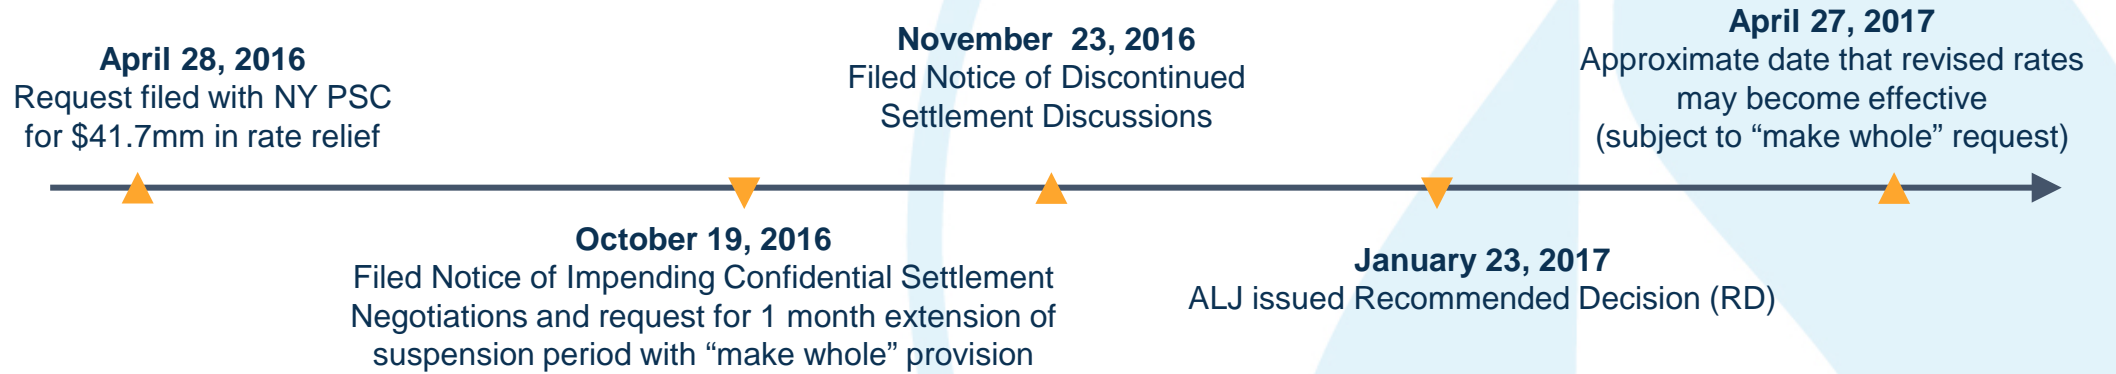 April 28, 2016
Request filed with NY PSC
for $41.7mm in rate relief
October 19, 2016
Filed Notice of Impending Confidential Settlement
Negotiations and request for 1 month extension of
suspension period with “make whole” provision
November  23, 2016
Filed Notice of Discontinued
Settlement Discussions
January 23, 2017
ALJ issued Recommended Decision (RD)
April 27, 2017
Approximate date that revised rates
may become effective
(subject to “make whole” request)